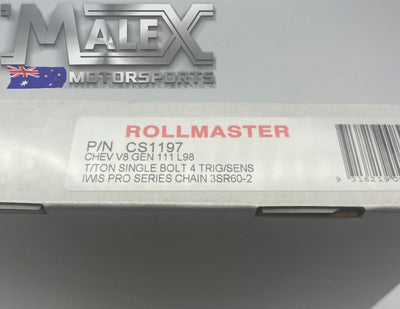 MALEX
MOTORSPORTS
ROLLMASTER
P/N CS1197
CHEV V8 GEN 111 L98
T/TON SINGLE BOLT 4 TRIG/SENS
IWIS PRO SERIES CHAIN 3SR60-2